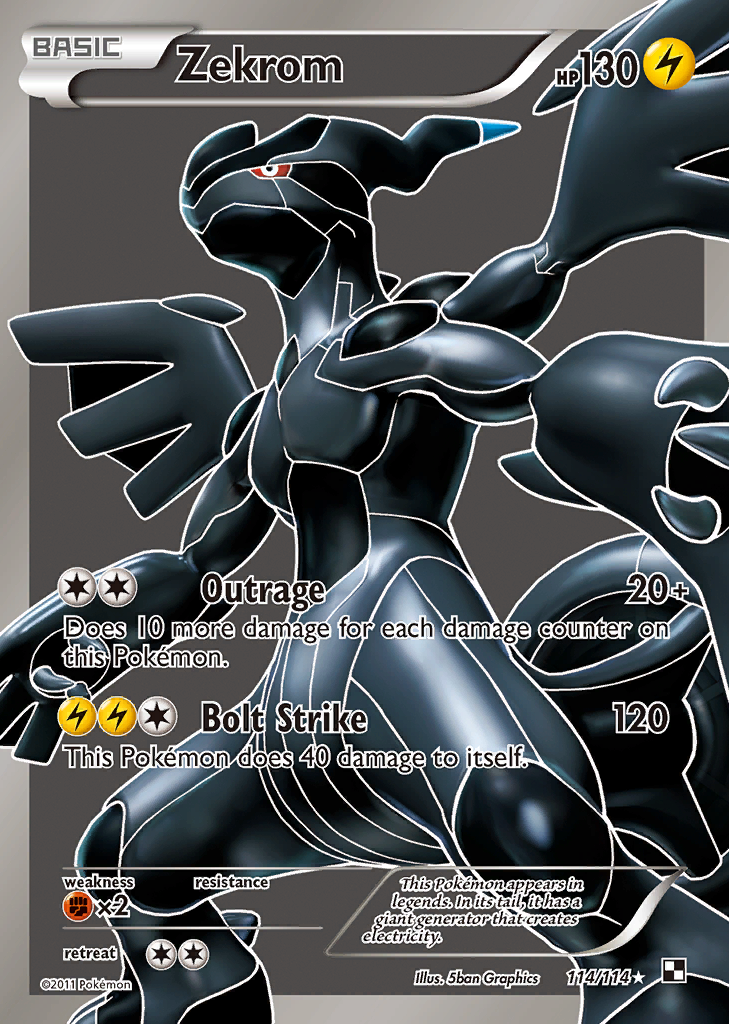 BASIC
Zekrom
HP130
Outrage 20+
Does 10 more damage for each damage counter on
this Pokémon.
Bolt Strike 120
This Pokémon does 40 damage to itself.
weakness resistance
×2
This Pokémon appears in
legends. In its tail, it has a
giant generator that creates
electricity.
retreat
©2011 Pokémon
Illus. 5ban Graphics 114/114★